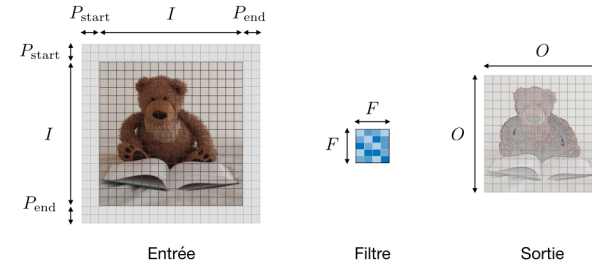 P_start I P_end
P_start
I
P_end
F
F
O
O
Entrée Filtre Sortie